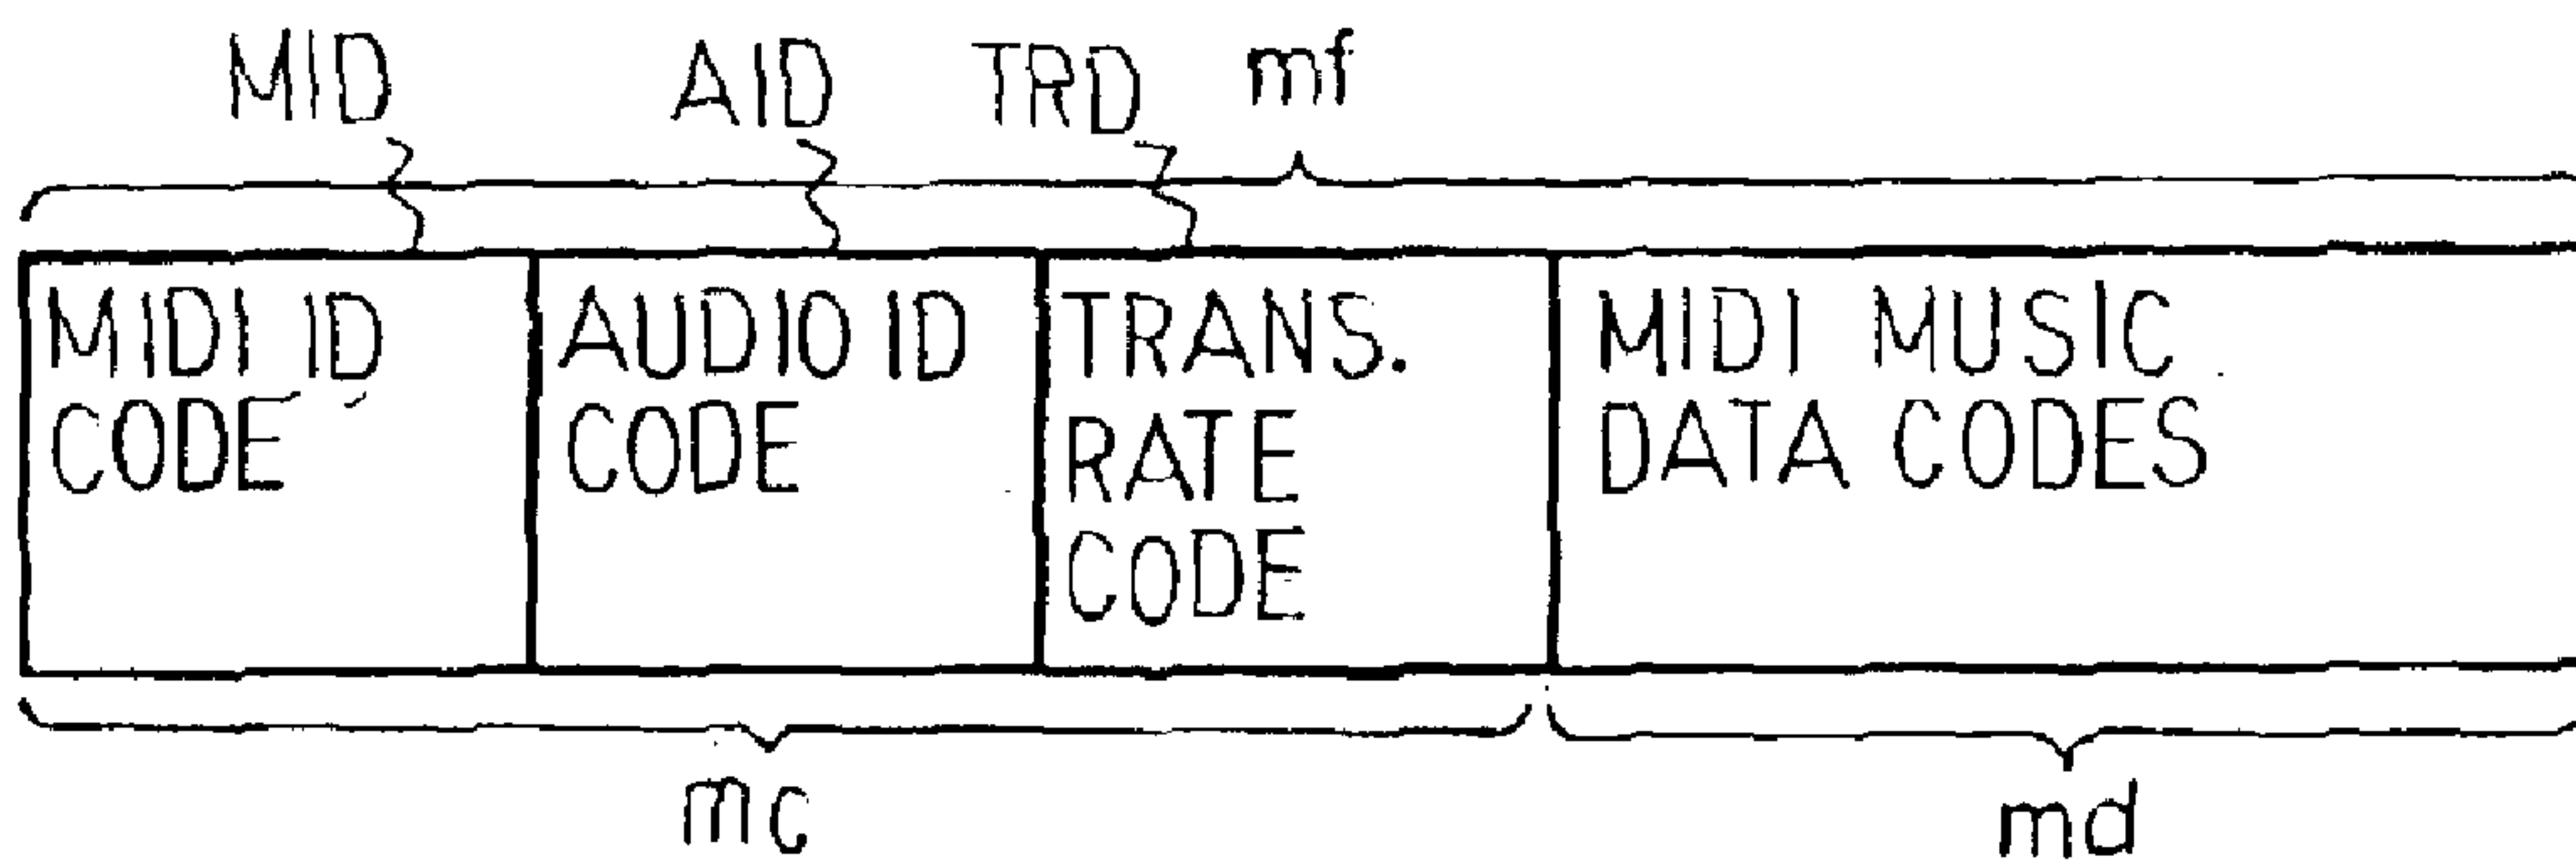 MID AID TRD mf
MIDI ID
CODE
AUDIO ID
CODE
TRANS.
RATE
CODE
MIDI MUSIC
DATA CODES
mc md